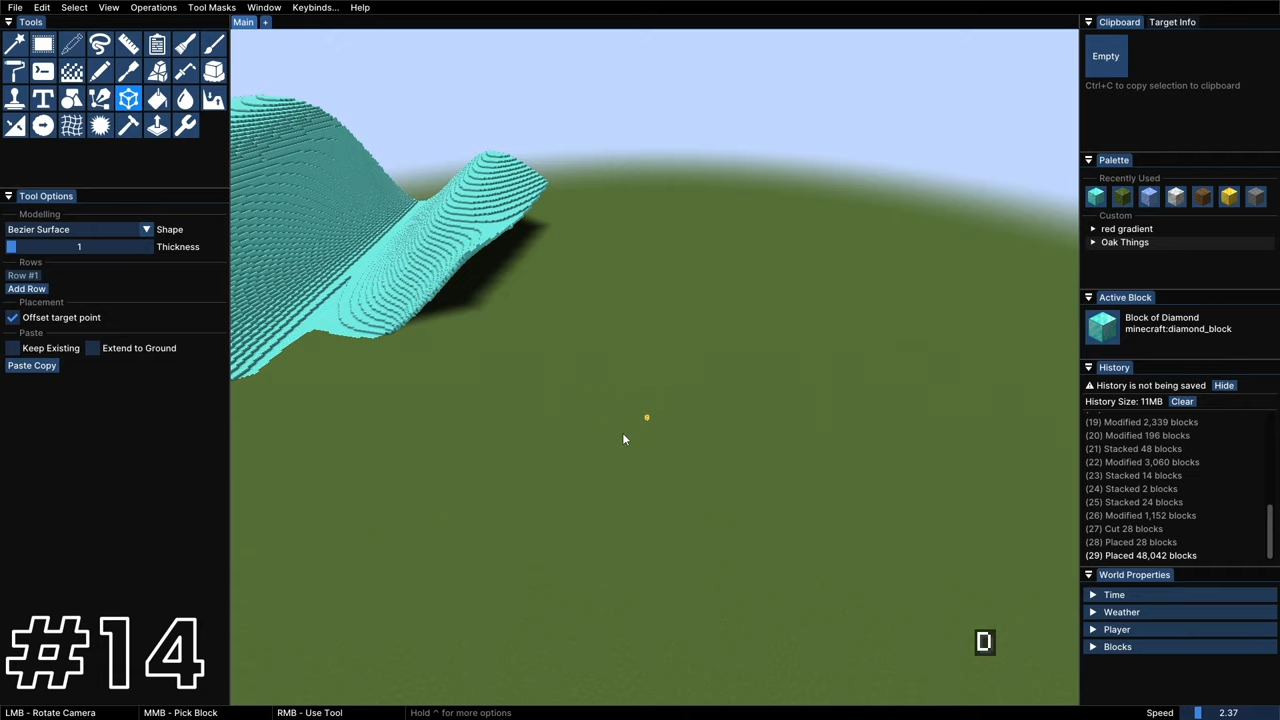 File Edit Select View Operations Tool Masks Window Keybinds... Help
Tools
Tool Options
Modelling
Bezier Surface Shape
1 Thickness
Rows
Row #1
Add Row
Placement
Offset target point
Paste
Keep Existing Extend to Ground
Paste Copy
#14
Main +
D
Clipboard Target Info
Empty
Ctrl+C to copy selection to clipboard
Palette
Recently Used
Custom
red gradient
Oak Things
Active Block
Block of Diamond
minecraft:diamond_block
History
History is not being saved Hide
History Size: 11MB Clear
(19) Modified 2,339 blocks
(20) Modified 196 blocks
(21) Stacked 48 blocks
(22) Modified 3,060 blocks
(23) Stacked 14 blocks
(24) Stacked 2 blocks
(25) Stacked 24 blocks
(26) Modified 1,152 blocks
(27) Cut 28 blocks
(28) Placed 28 blocks
(29) Placed 48,042 blocks
World Properties
Time
Weather
Player
Blocks
LMB - Rotate Camera MMB - Pick Block RMB - Use Tool Hold ^ for more options Speed 2.37